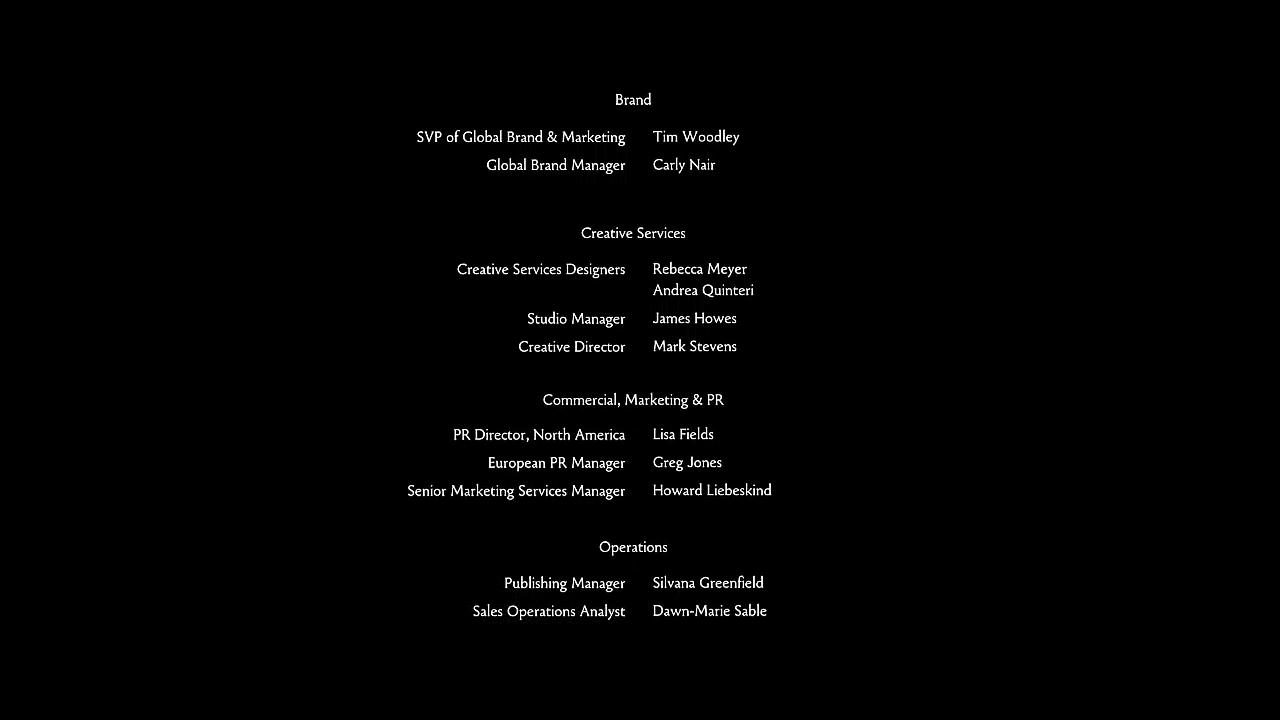 Brand
SVP of Global Brand & Marketing Tim Woodley
Global Brand Manager Carly Nair
Creative Services
Creative Services Designers Rebecca Meyer
Andrea Quinteri
Studio Manager James Howes
Creative Director Mark Stevens
Commercial, Marketing & PR
PR Director, North America Lisa Fields
European PR Manager Greg Jones
Senior Marketing Services Manager Howard Liebeskind
Operations
Publishing Manager Silvana Greenfield
Sales Operations Analyst Dawn-Marie Sable